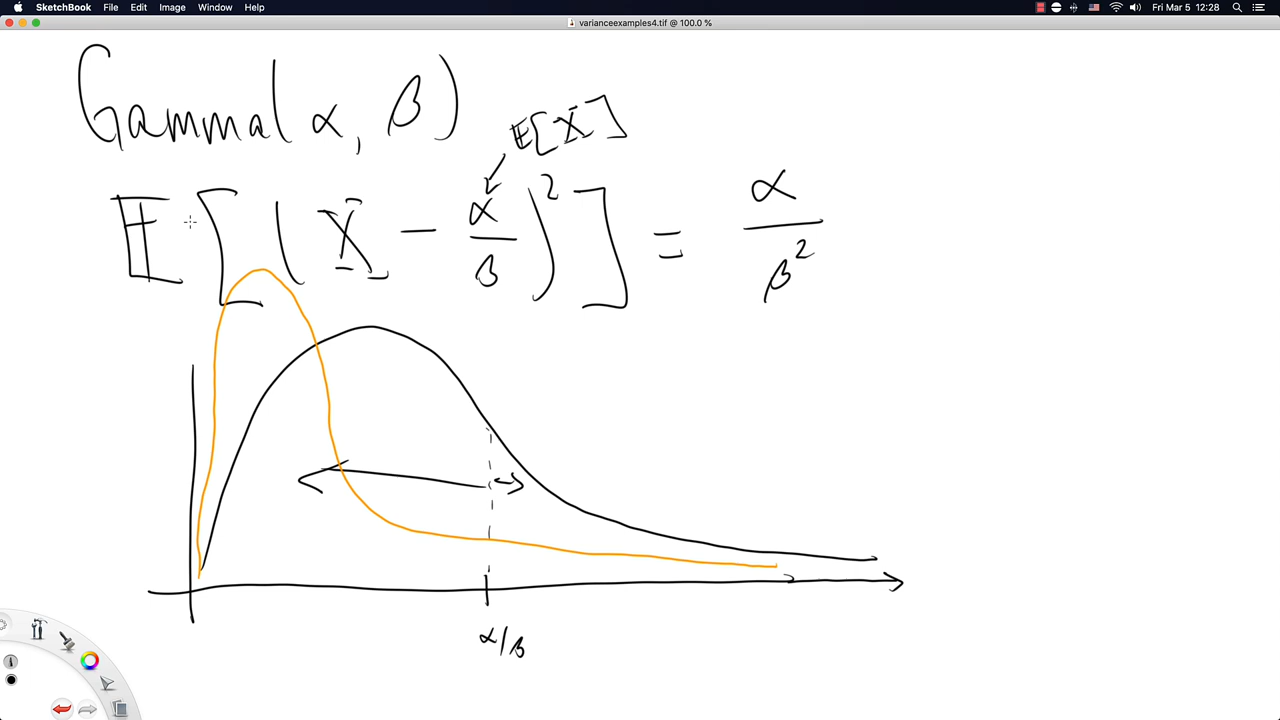 SketchBook File Edit Image Window Help Fri Mar 5 12:28
varianceexamples4.tif @ 100.0 %
Gamma(α, β)
𝔼[X]
𝔼[(X − α/β)²] = α/β²
α/β